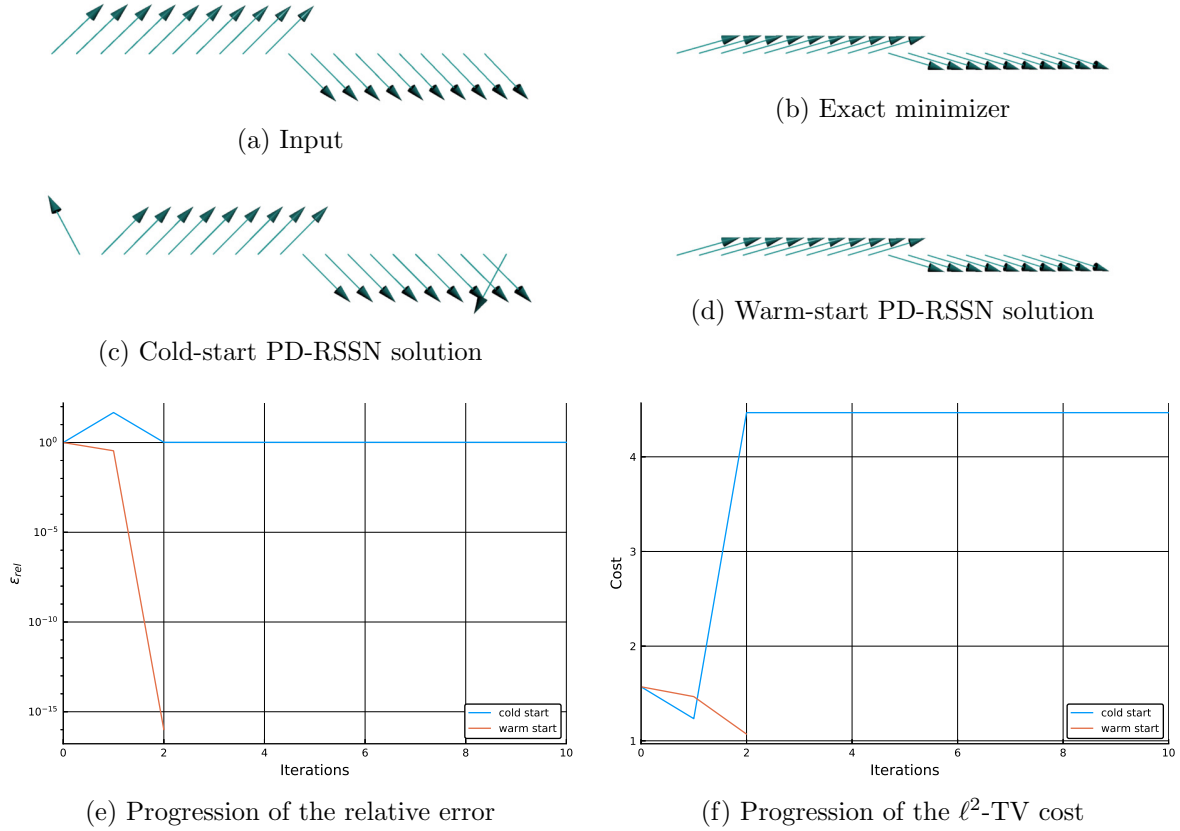 (a) Input
(b) Exact minimizer
(c) Cold-start PD-RSSN solution
(d) Warm-start PD-RSSN solution
10⁰
10⁻⁵
10⁻¹⁰
10⁻¹⁵
ε_rel
0 2 4 6 8 10
Iterations
cold start
warm start
4
3
2
1
Cost
0 2 4 6 8 10
Iterations
cold start
warm start
(e) Progression of the relative error
(f) Progression of the ℓ²-TV cost